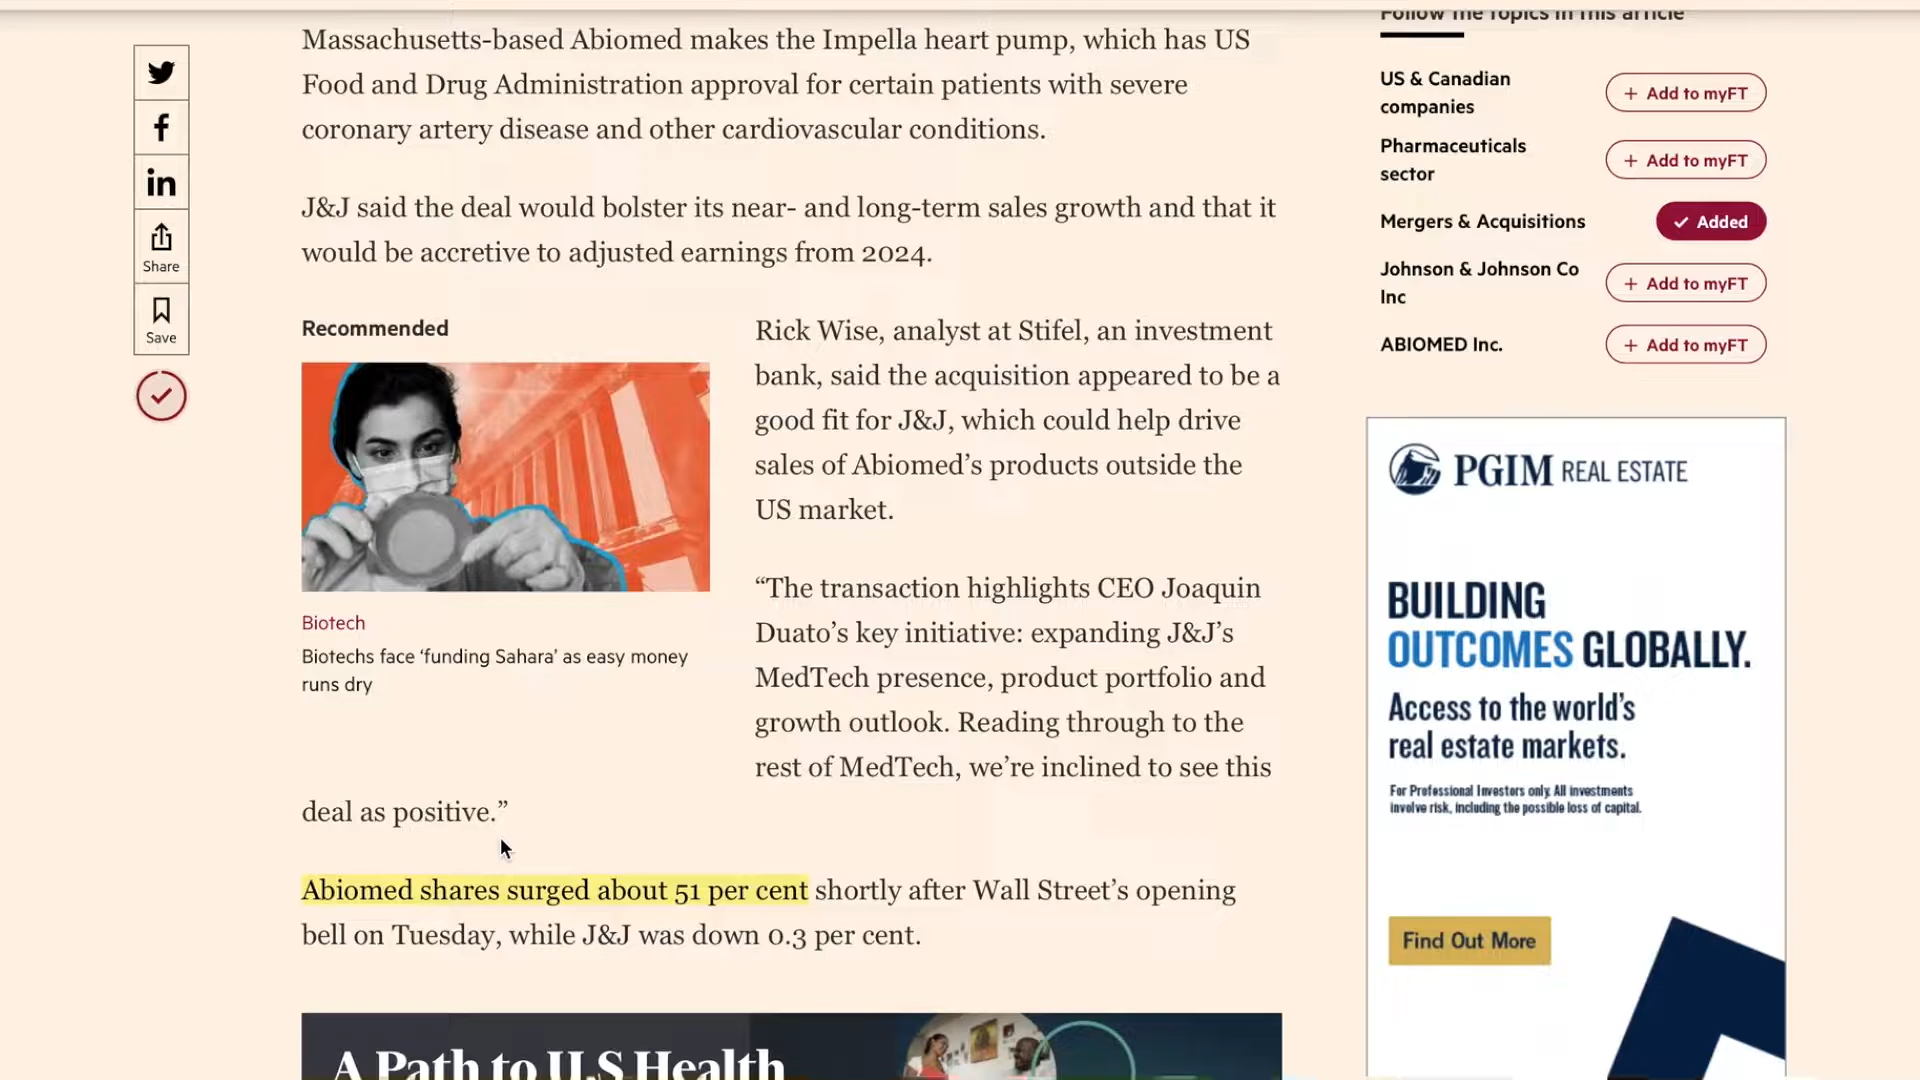 Massachusetts-based Abiomed makes the Impella heart pump, which has US
Food and Drug Administration approval for certain patients with severe
coronary artery disease and other cardiovascular conditions.
J&J said the deal would bolster its near- and long-term sales growth and that it
would be accretive to adjusted earnings from 2024.
Share
Save
Recommended
Biotech
Biotechs face ‘funding Sahara’ as easy money
runs dry
Rick Wise, analyst at Stifel, an investment
bank, said the acquisition appeared to be a
good fit for J&J, which could help drive
sales of Abiomed’s products outside the
US market.
“The transaction highlights CEO Joaquin
Duato’s key initiative: expanding J&J’s
MedTech presence, product portfolio and
growth outlook. Reading through to the
rest of MedTech, we’re inclined to see this
deal as positive.”
Abiomed shares surged about 51 per cent shortly after Wall Street’s opening
bell on Tuesday, while J&J was down 0.3 per cent.
A Path to U.S Health
Follow the topics in this article
US & Canadian
companies
+ Add to myFT
Pharmaceuticals
sector
+ Add to myFT
Mergers & Acquisitions
Added
Johnson & Johnson Co
Inc
+ Add to myFT
ABIOMED Inc.
+ Add to myFT
PGIM REAL ESTATE
BUILDING
OUTCOMES GLOBALLY.
Access to the world’s
real estate markets.
For Professional Investors only. All investments
involve risk, including the possible loss of capital.
Find Out More